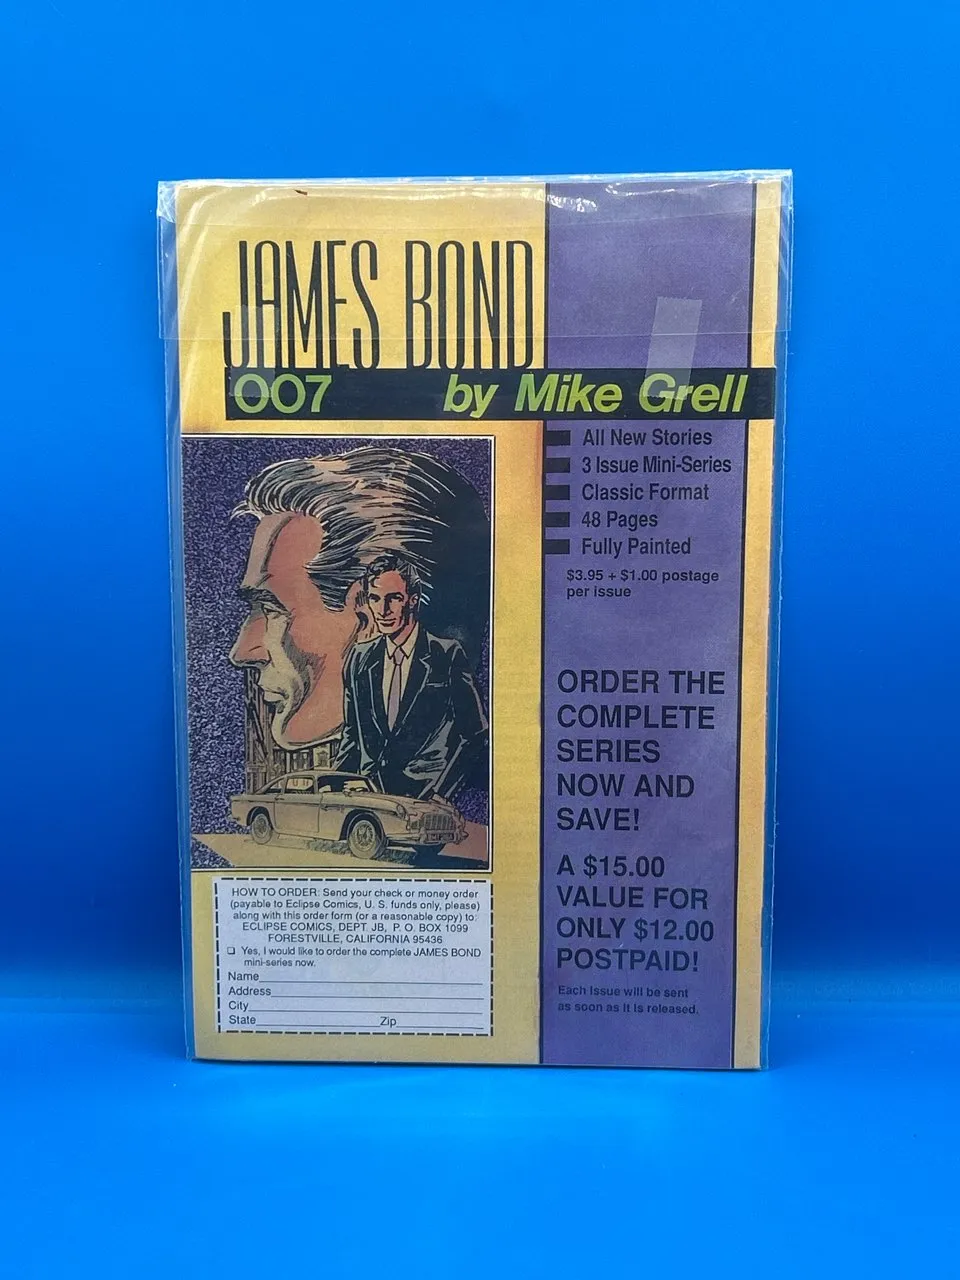 JAMES BOND
007 by Mike Grell
All New Stories
3 Issue Mini-Series
Classic Format
48 Pages
Fully Painted
$3.95 + $1.00 postage
per issue
ORDER THE
COMPLETE
SERIES
NOW AND
SAVE!
A $15.00
VALUE FOR
ONLY $12.00
POSTPAID!
Each Issue will be sent
as soon as it is released.
HOW TO ORDER: Send your check or money order
(payable to Eclipse Comics, U. S. funds only, please)
along with this order form (or a reasonable copy) to:
ECLIPSE COMICS, DEPT. JB, P. O. BOX 1099
FORESTVILLE, CALIFORNIA 95436
❏ Yes, I would like to order the complete JAMES BOND
mini-series now.
Name
Address
City
State Zip